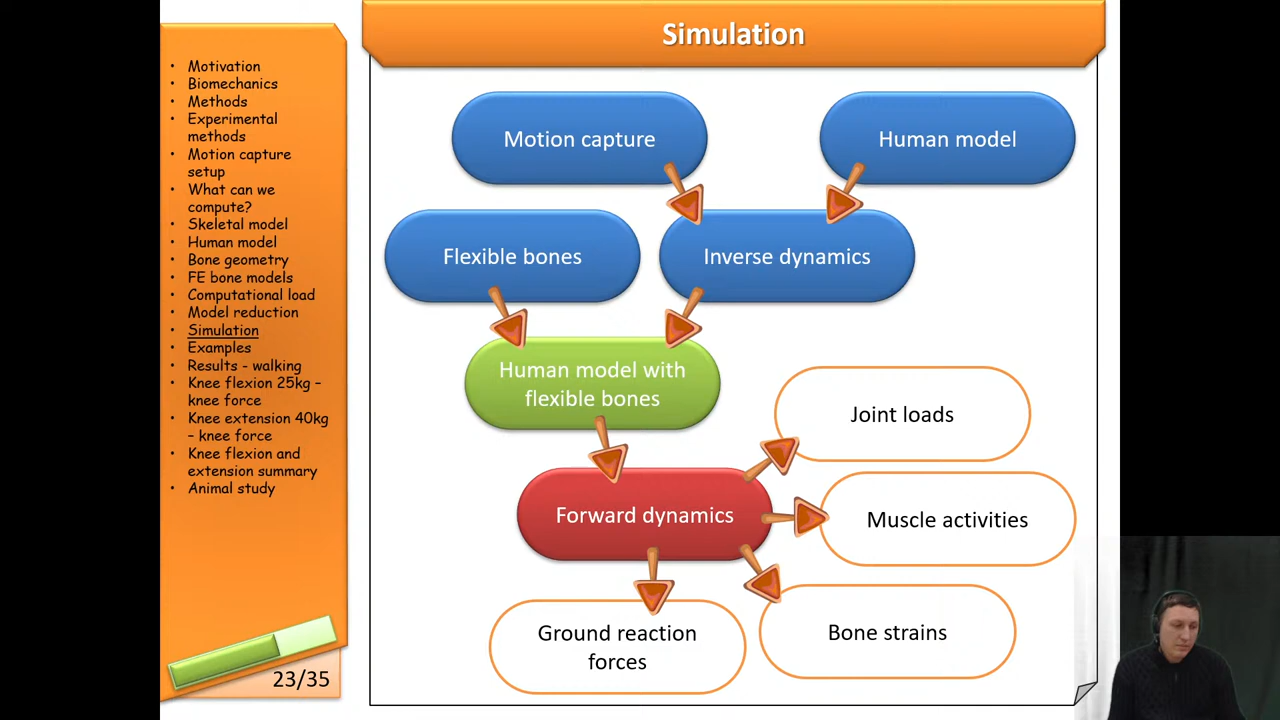 Simulation
Motivation
Biomechanics
Methods
Experimental
methods
Motion capture
setup
What can we
compute?
Skeletal model
Human model
Bone geometry
FE bone models
Computational load
Model reduction
Simulation
Examples
Results - walking
Knee flexion 25kg –
knee force
Knee extension 40kg
– knee force
Knee flexion and
extension summary
Animal study
23/35
Motion capture
Human model
Flexible bones
Inverse dynamics
Human model with
flexible bones
Joint loads
Forward dynamics
Muscle activities
Ground reaction
forces
Bone strains